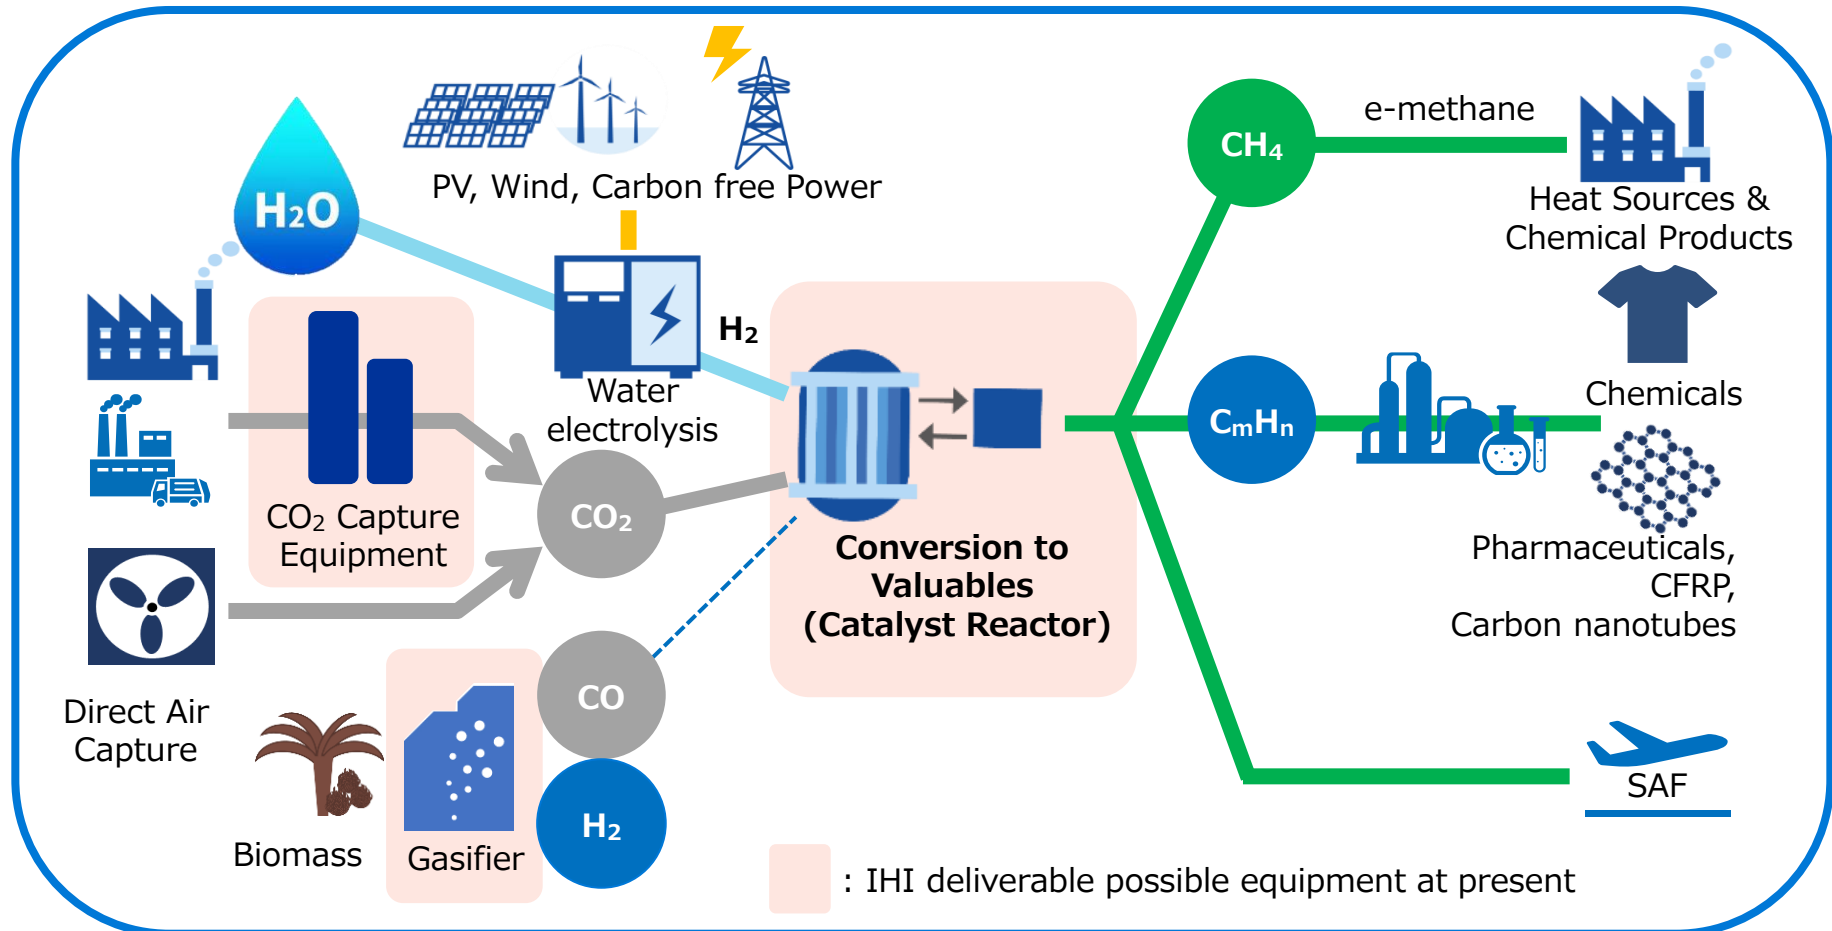 PV, Wind, Carbon free Power
H₂O
H₂
Water
electrolysis
CO₂ Capture
Equipment
CO₂
Direct Air
Capture
CO
H₂
Biomass
Gasifier
Conversion to
Valuables
(Catalyst Reactor)
CH₄
e-methane
Heat Sources &
Chemical Products
CₘHₙ
Chemicals
Pharmaceuticals,
CFRP,
Carbon nanotubes
SAF
: IHI deliverable possible equipment at present